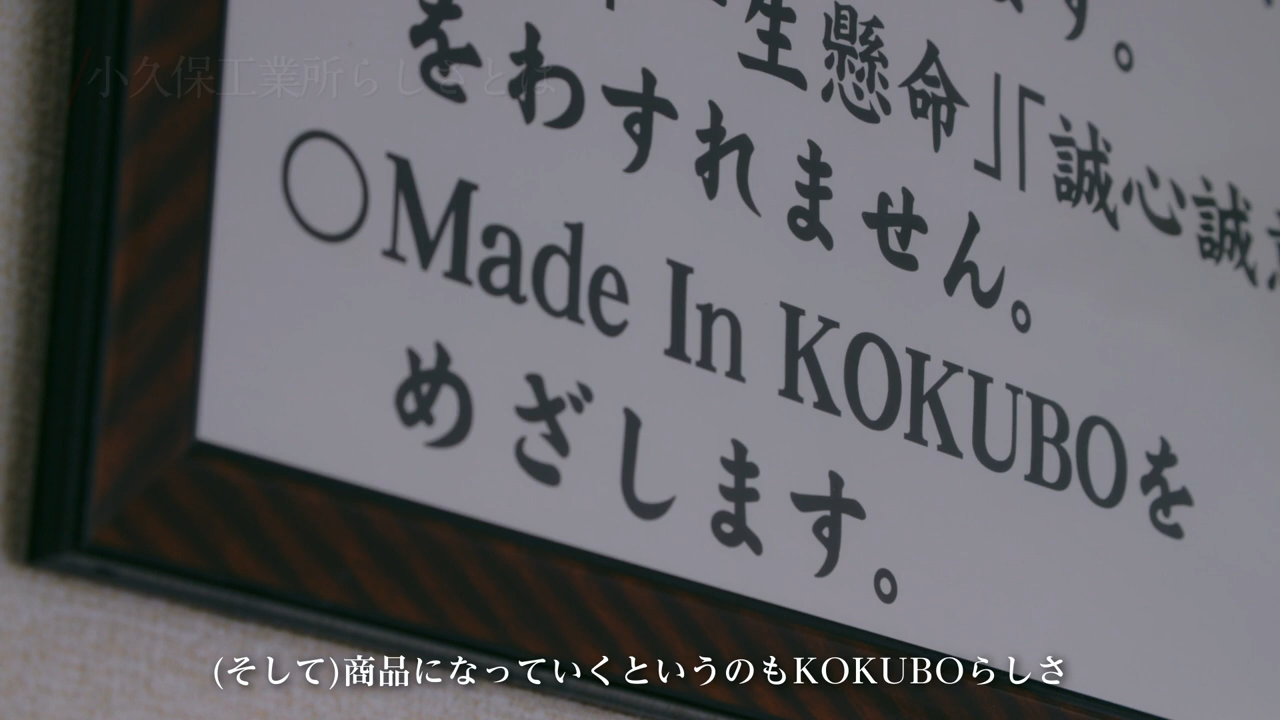 小久保工業所らしさとは
生懸命」「誠心誠
をわすれません。
○Made In KOKUBOを
めざします。
(そして)商品になっていくというのもKOKUBOらしさ